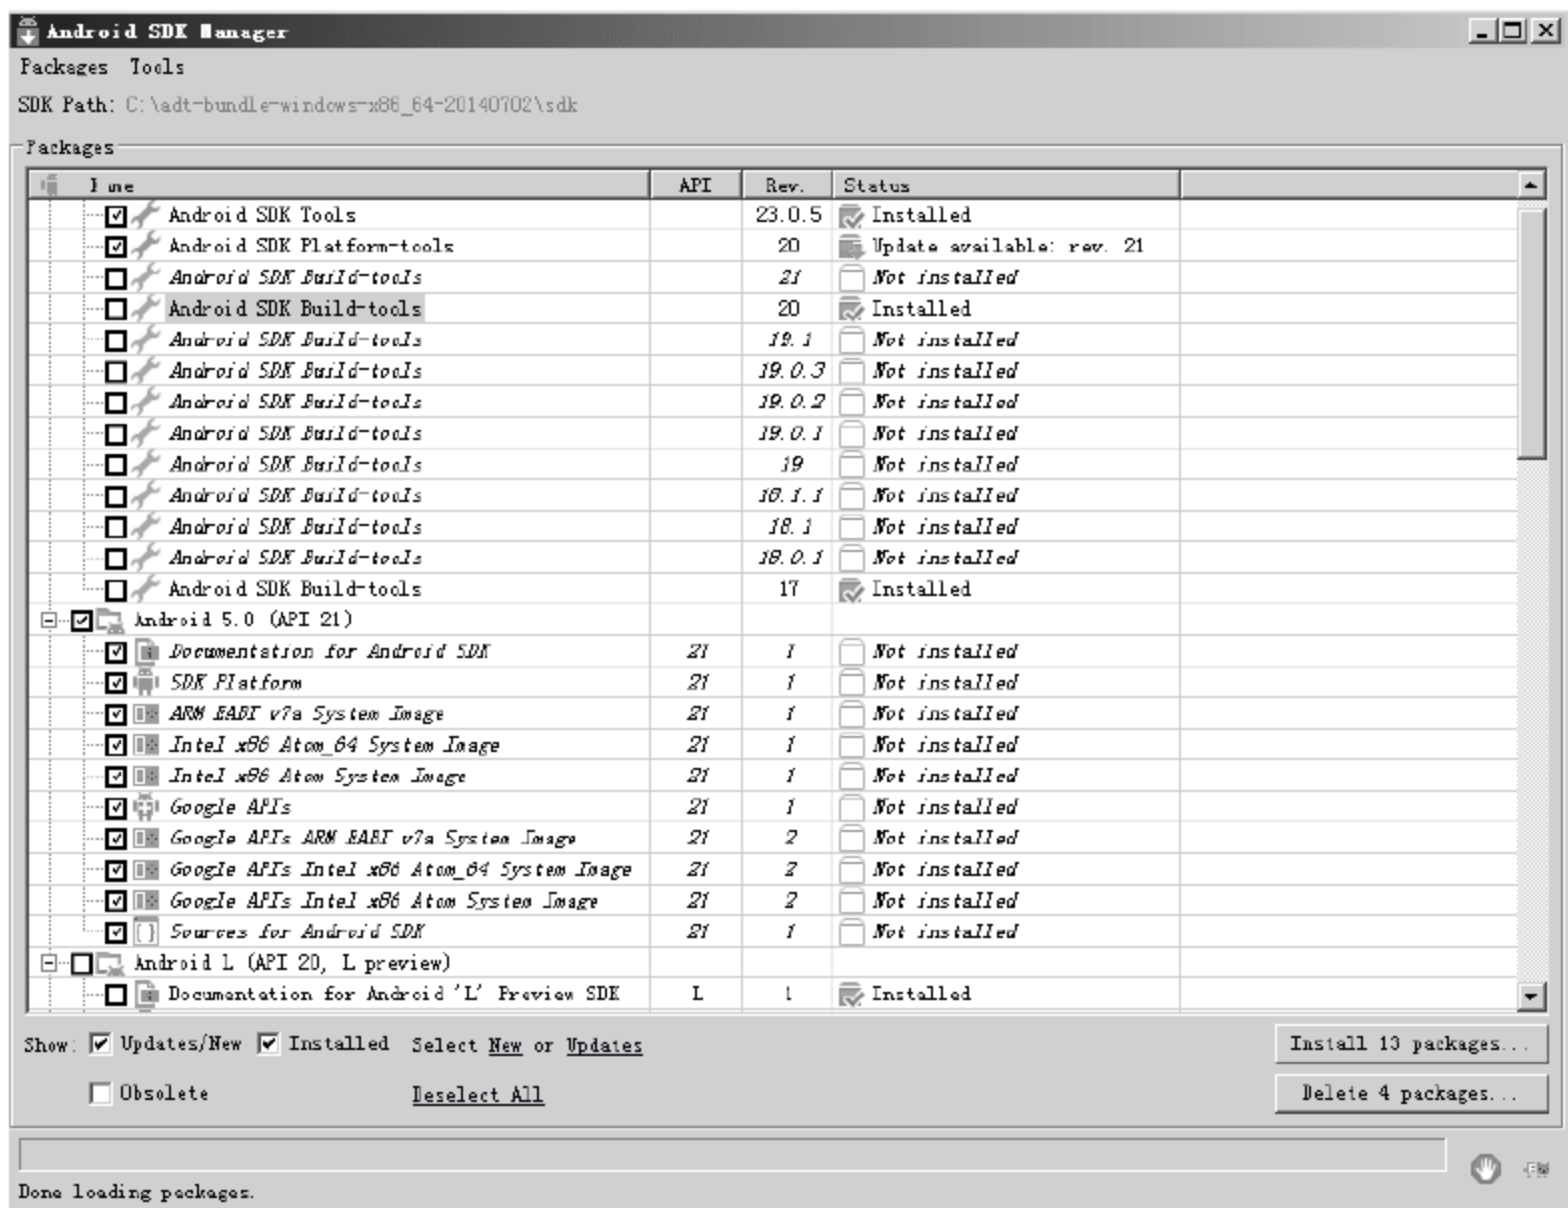 Android SDK Manager
Packages Tools
SDK Path: C:\adt-bundle-windows-x86_64-20140702\sdk
Packages
Name API Rev. Status
Android SDK Tools 23.0.5 Installed
Android SDK Platform-tools 20 Update available: rev. 21
Android SDK Build-tools 21 Not installed
Android SDK Build-tools 20 Installed
Android SDK Build-tools 19.1 Not installed
Android SDK Build-tools 19.0.3 Not installed
Android SDK Build-tools 19.0.2 Not installed
Android SDK Build-tools 19.0.1 Not installed
Android SDK Build-tools 19 Not installed
Android SDK Build-tools 18.1.1 Not installed
Android SDK Build-tools 18.1 Not installed
Android SDK Build-tools 18.0.1 Not installed
Android SDK Build-tools 17 Installed
Android 5.0 (API 21)
Documentation for Android SDK 21 1 Not installed
SDK Platform 21 1 Not installed
ARM EABI v7a System Image 21 1 Not installed
Intel x86 Atom_64 System Image 21 1 Not installed
Intel x86 Atom System Image 21 1 Not installed
Google APIs 21 1 Not installed
Google APIs ARM EABI v7a System Image 21 2 Not installed
Google APIs Intel x86 Atom_64 System Image 21 2 Not installed
Google APIs Intel x86 Atom System Image 21 2 Not installed
Sources for Android SDK 21 1 Not installed
Android L (API 20, L preview)
Documentation for Android 'L' Preview SDK L 1 Installed
Show: Updates/New Installed Select New or Updates Install 13 packages...
Obsolete Deselect All Delete 4 packages...
Done loading packages.